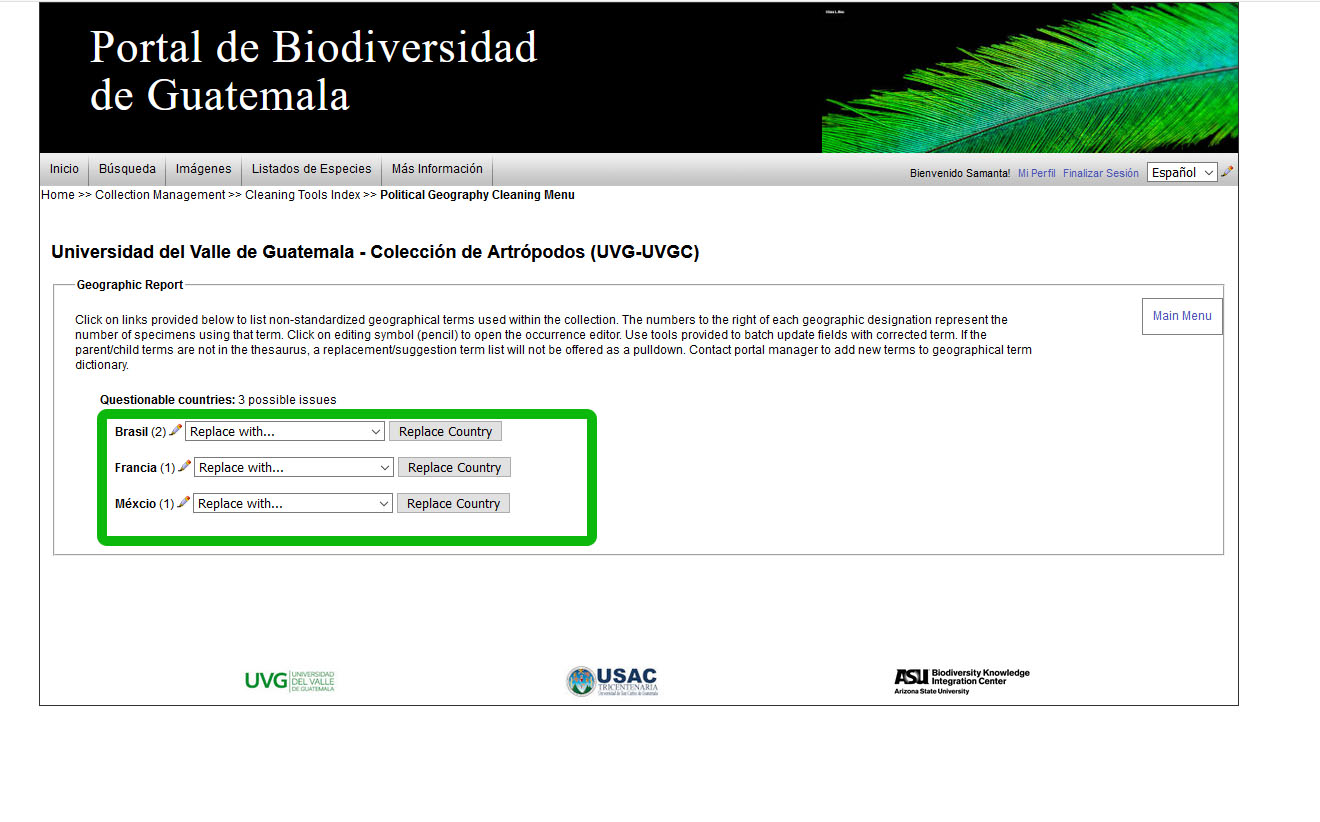 Portal de Biodiversidad
de Guatemala
Inicio Búsqueda Imágenes Listados de Especies Más Información
Bienvenido Samanta! Mi Perfil Finalizar Sesión Español
Home >> Collection Management >> Cleaning Tools Index >> Political Geography Cleaning Menu
Universidad del Valle de Guatemala - Colección de Artrópodos (UVG-UVGC)
Geographic Report
Main Menu
Click on links provided below to list non-standardized geographical terms used within the collection. The numbers to the right of each geographic designation represent the
number of specimens using that term. Click on editing symbol (pencil) to open the occurrence editor. Use tools provided to batch update fields with corrected term. If the
parent/child terms are not in the thesaurus, a replacement/suggestion term list will not be offered as a pulldown. Contact portal manager to add new terms to geographical term
dictionary.
Questionable countries: 3 possible issues
Brasil (2) Replace with... Replace Country
Francia (1) Replace with... Replace Country
Méxcio (1) Replace with... Replace Country
UVG UNIVERSIDAD
DEL VALLE
DE GUATEMALA
USAC
TRICENTENARIA
Universidad de San Carlos de Guatemala
ASU Biodiversity Knowledge
Integration Center
Arizona State University